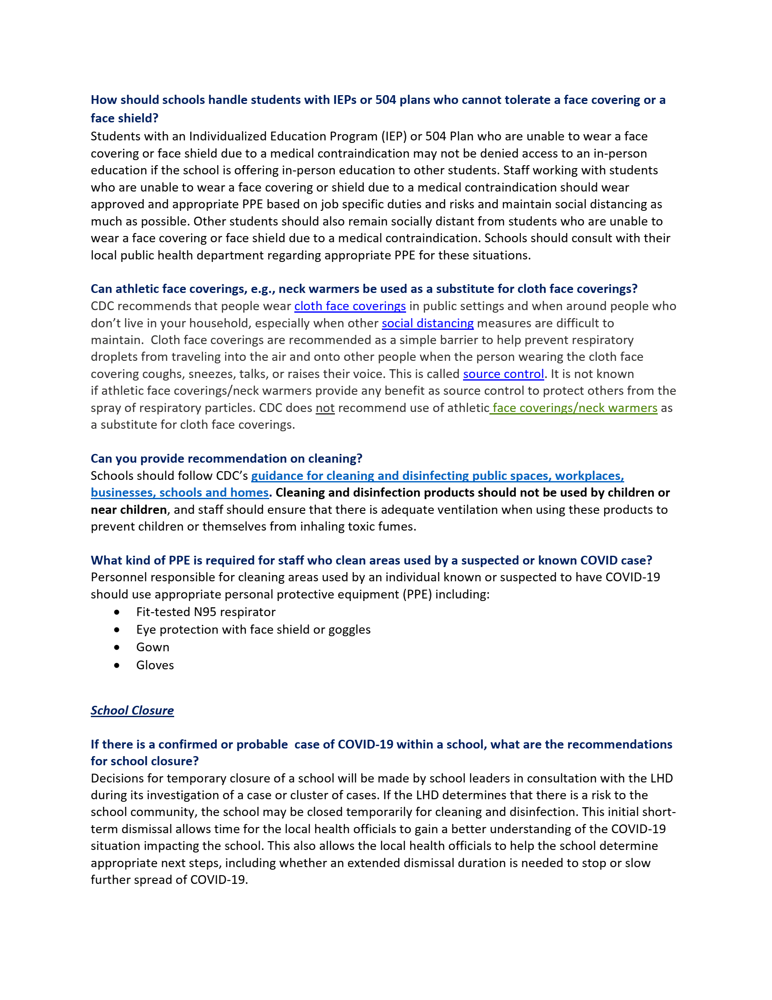 How should schools handle students with IEPs or 504 plans who cannot tolerate a face covering or a
face shield?
Students with an Individualized Education Program (IEP) or 504 Plan who are unable to wear a face
covering or face shield due to a medical contraindication may not be denied access to an in-person
education if the school is offering in-person education to other students. Staff working with students
who are unable to wear a face covering or shield due to a medical contraindication should wear
approved and appropriate PPE based on job specific duties and risks and maintain social distancing as
much as possible. Other students should also remain socially distant from students who are unable to
wear a face covering or face shield due to a medical contraindication. Schools should consult with their
local public health department regarding appropriate PPE for these situations.
Can athletic face coverings, e.g., neck warmers be used as a substitute for cloth face coverings?
CDC recommends that people wear cloth face coverings in public settings and when around people who
don’t live in your household, especially when other social distancing measures are difficult to
maintain.  Cloth face coverings are recommended as a simple barrier to help prevent respiratory
droplets from traveling into the air and onto other people when the person wearing the cloth face
covering coughs, sneezes, talks, or raises their voice. This is called source control. It is not known
if athletic face coverings/neck warmers provide any benefit as source control to protect others from the
spray of respiratory particles. CDC does not recommend use of athletic face coverings/neck warmers as
a substitute for cloth face coverings.
Can you provide recommendation on cleaning?
Schools should follow CDC’s guidance for cleaning and disinfecting public spaces, workplaces,
businesses, schools and homes. Cleaning and disinfection products should not be used by children or
near children, and staff should ensure that there is adequate ventilation when using these products to
prevent children or themselves from inhaling toxic fumes.
What kind of PPE is required for staff who clean areas used by a suspected or known COVID case?
Personnel responsible for cleaning areas used by an individual known or suspected to have COVID-19
should use appropriate personal protective equipment (PPE) including:
• Fit-tested N95 respirator
• Eye protection with face shield or goggles
• Gown
• Gloves
School Closure
If there is a confirmed or probable  case of COVID-19 within a school, what are the recommendations
for school closure?
Decisions for temporary closure of a school will be made by school leaders in consultation with the LHD
during its investigation of a case or cluster of cases. If the LHD determines that there is a risk to the
school community, the school may be closed temporarily for cleaning and disinfection. This initial short-
term dismissal allows time for the local health officials to gain a better understanding of the COVID-19
situation impacting the school. This also allows the local health officials to help the school determine
appropriate next steps, including whether an extended dismissal duration is needed to stop or slow
further spread of COVID-19.